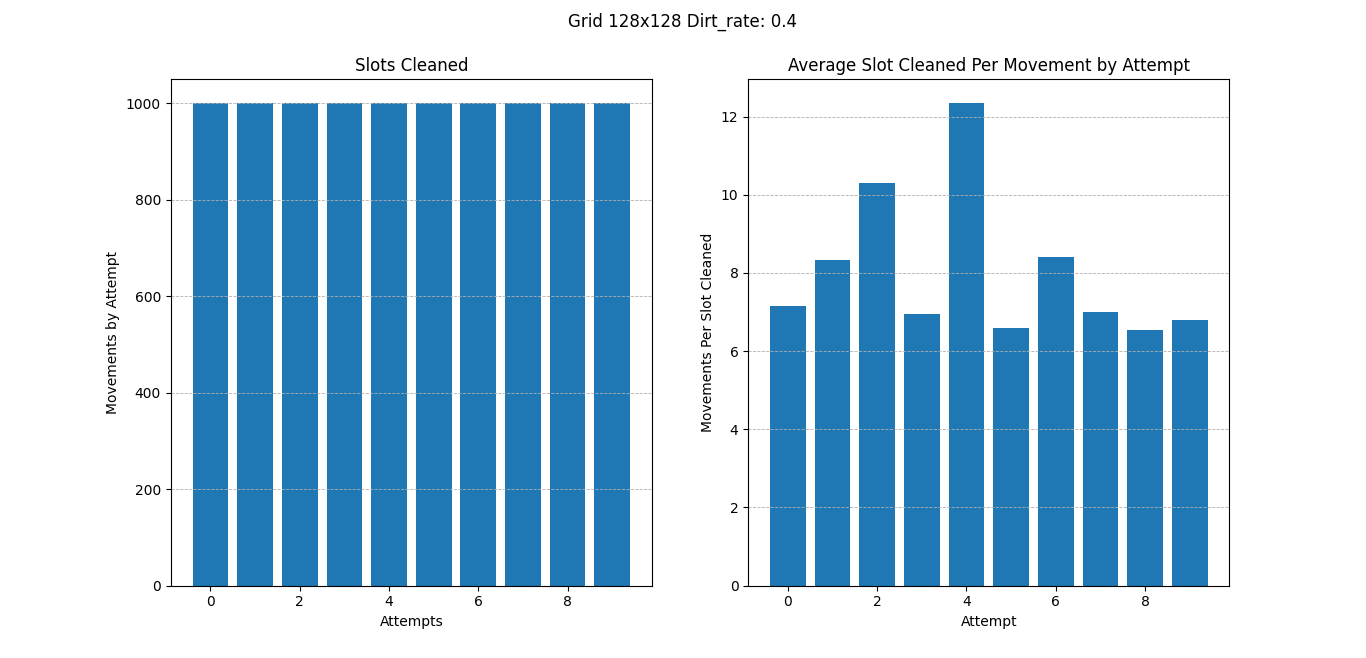 Grid 128x128 Dirt_rate: 0.4
Slots Cleaned
Movements by Attempt
1000
800
600
400
200
0
0 2 4 6 8
Attempts
Average Slot Cleaned Per Movement by Attempt
Movements Per Slot Cleaned
12
10
8
6
4
2
0
0 2 4 6 8
Attempt